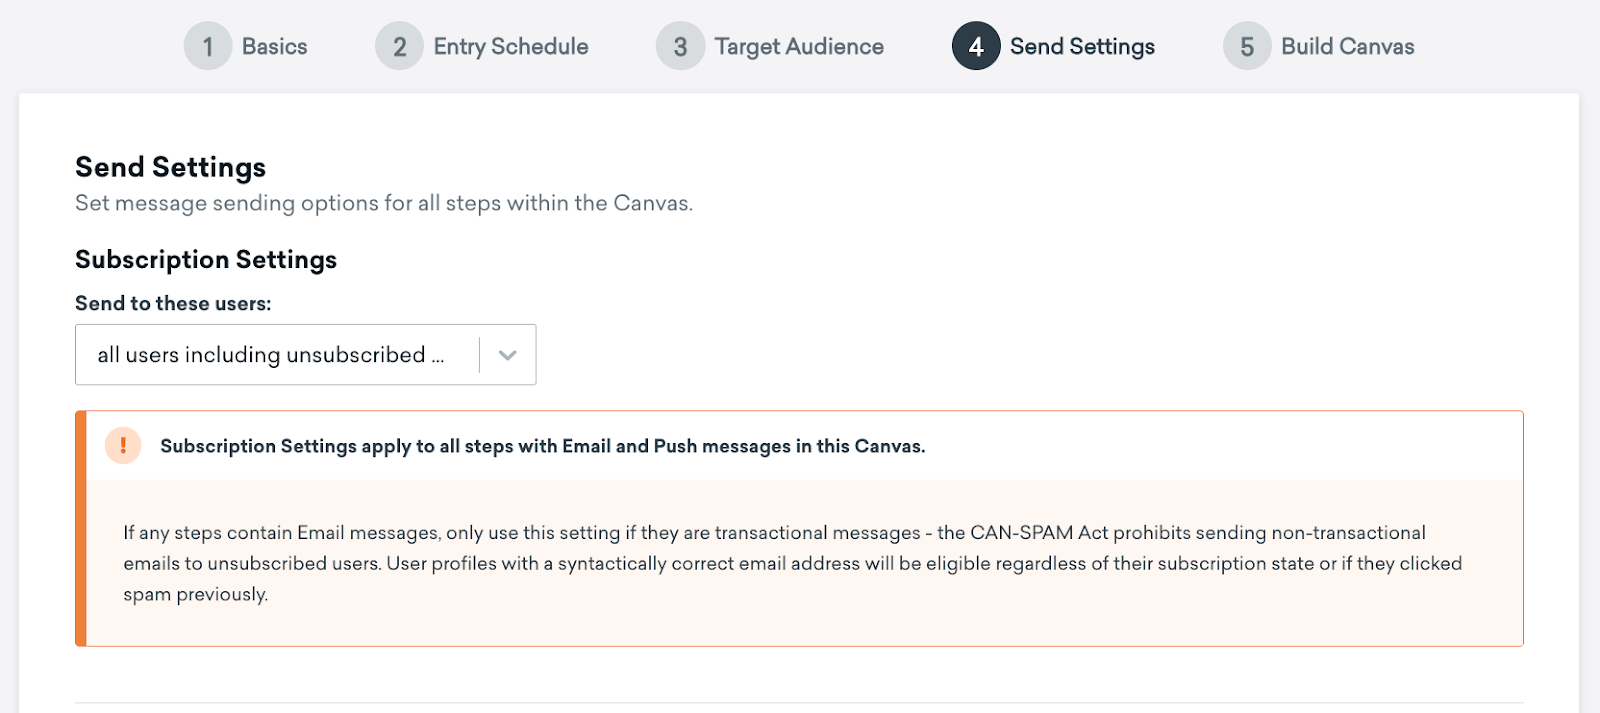 1 Basics 2 Entry Schedule 3 Target Audience 4 Send Settings 5 Build Canvas
Send Settings
Set message sending options for all steps within the Canvas.
Subscription Settings
Send to these users:
all users including unsubscribed ...
! Subscription Settings apply to all steps with Email and Push messages in this Canvas.
If any steps contain Email messages, only use this setting if they are transactional messages - the CAN-SPAM Act prohibits sending non-transactional
emails to unsubscribed users. User profiles with a syntactically correct email address will be eligible regardless of their subscription state or if they clicked
spam previously.